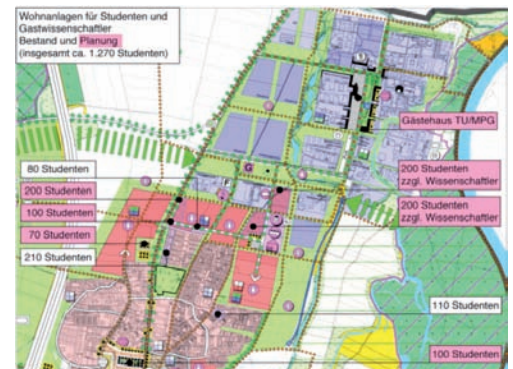 Wohnanlagen für Studenten und
Gastwissenschaftler
Bestand und Planung
(insgesamt ca. 1.270 Studenten)
Gästehaus TU/MPG
80 Studenten
200 Studenten
100 Studenten
70 Studenten
210 Studenten
200 Studenten
zzgl. Wissenschaftler
200 Studenten
zzgl. Wissenschaftler
110 Studenten
100 Studenten